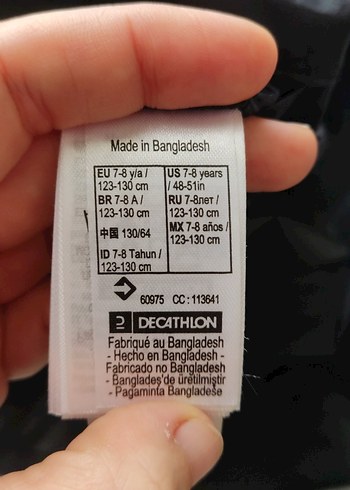 Made in Bangladesh
EU 7-8 y/a /
123-130 cm
BR 7-8 A /
123-130 cm
中国 130/64
ID 7-8 Tahun /
123-130 cm
US 7-8 years
/ 48-51in
RU 7-8лет /
123-130 cm
MX 7-8 años /
123-130 cm
60975 CC : 113641
DECATHLON
Fabriqué au Bangladesh
- Hecho en Bangladesh -
Fabricado no Bangladesh
- Bangladeş'de üretilmiştir
- Pagaminta Bangladeše